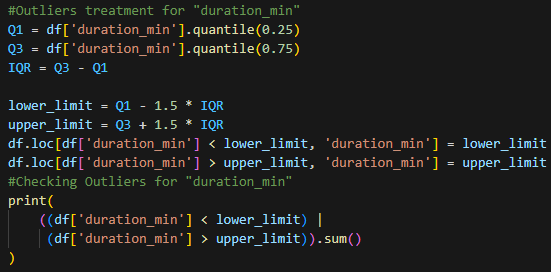 #Outliers treatment for "duration_min"
Q1 = df['duration_min'].quantile(0.25)
Q3 = df['duration_min'].quantile(0.75)
IQR = Q3 - Q1

lower_limit = Q1 - 1.5 * IQR
upper_limit = Q3 + 1.5 * IQR
df.loc[df['duration_min'] < lower_limit, 'duration_min'] = lower_limit
df.loc[df['duration_min'] > upper_limit, 'duration_min'] = upper_limit
#Checking Outliers for "duration_min"
print(
    ((df['duration_min'] < lower_limit) |
     (df['duration_min'] > upper_limit)).sum()
)